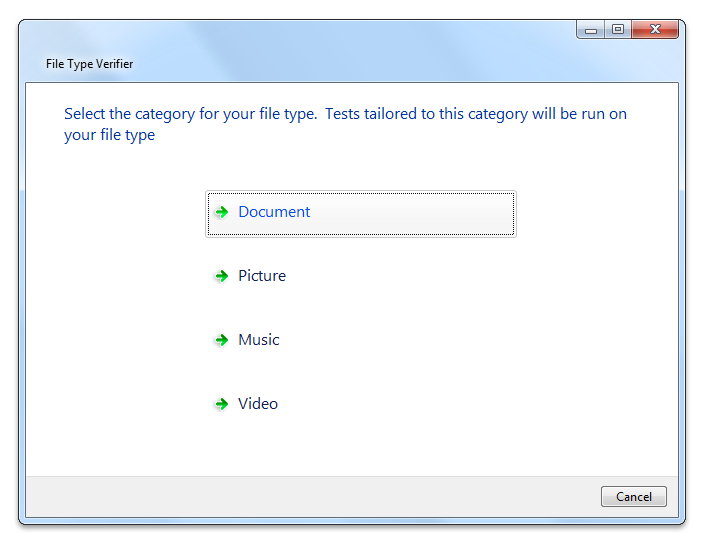 File Type Verifier
Select the category for your file type.  Tests tailored to this category will be run on
your file type
Document
Picture
Music
Video
Cancel